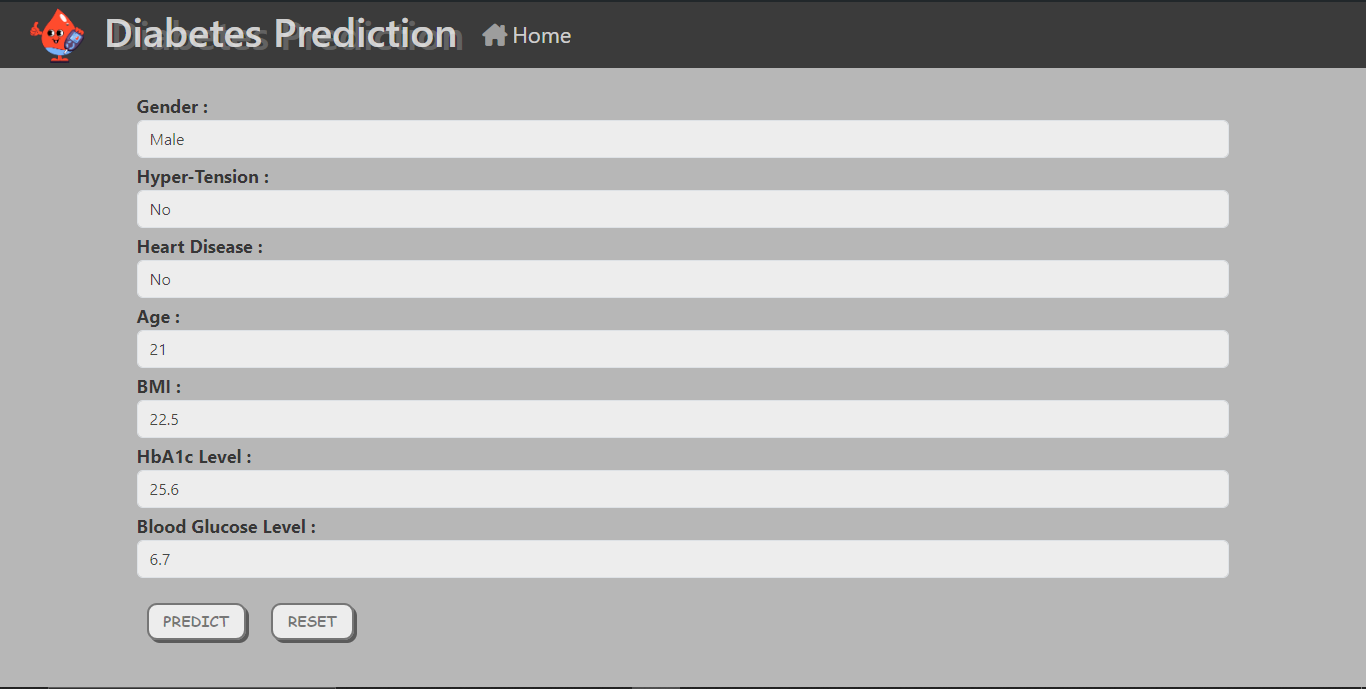 Diabetes Prediction Home
Gender :
Male
Hyper-Tension :
No
Heart Disease :
No
Age :
21
BMI :
22.5
HbA1c Level :
25.6
Blood Glucose Level :
6.7
PREDICT RESET